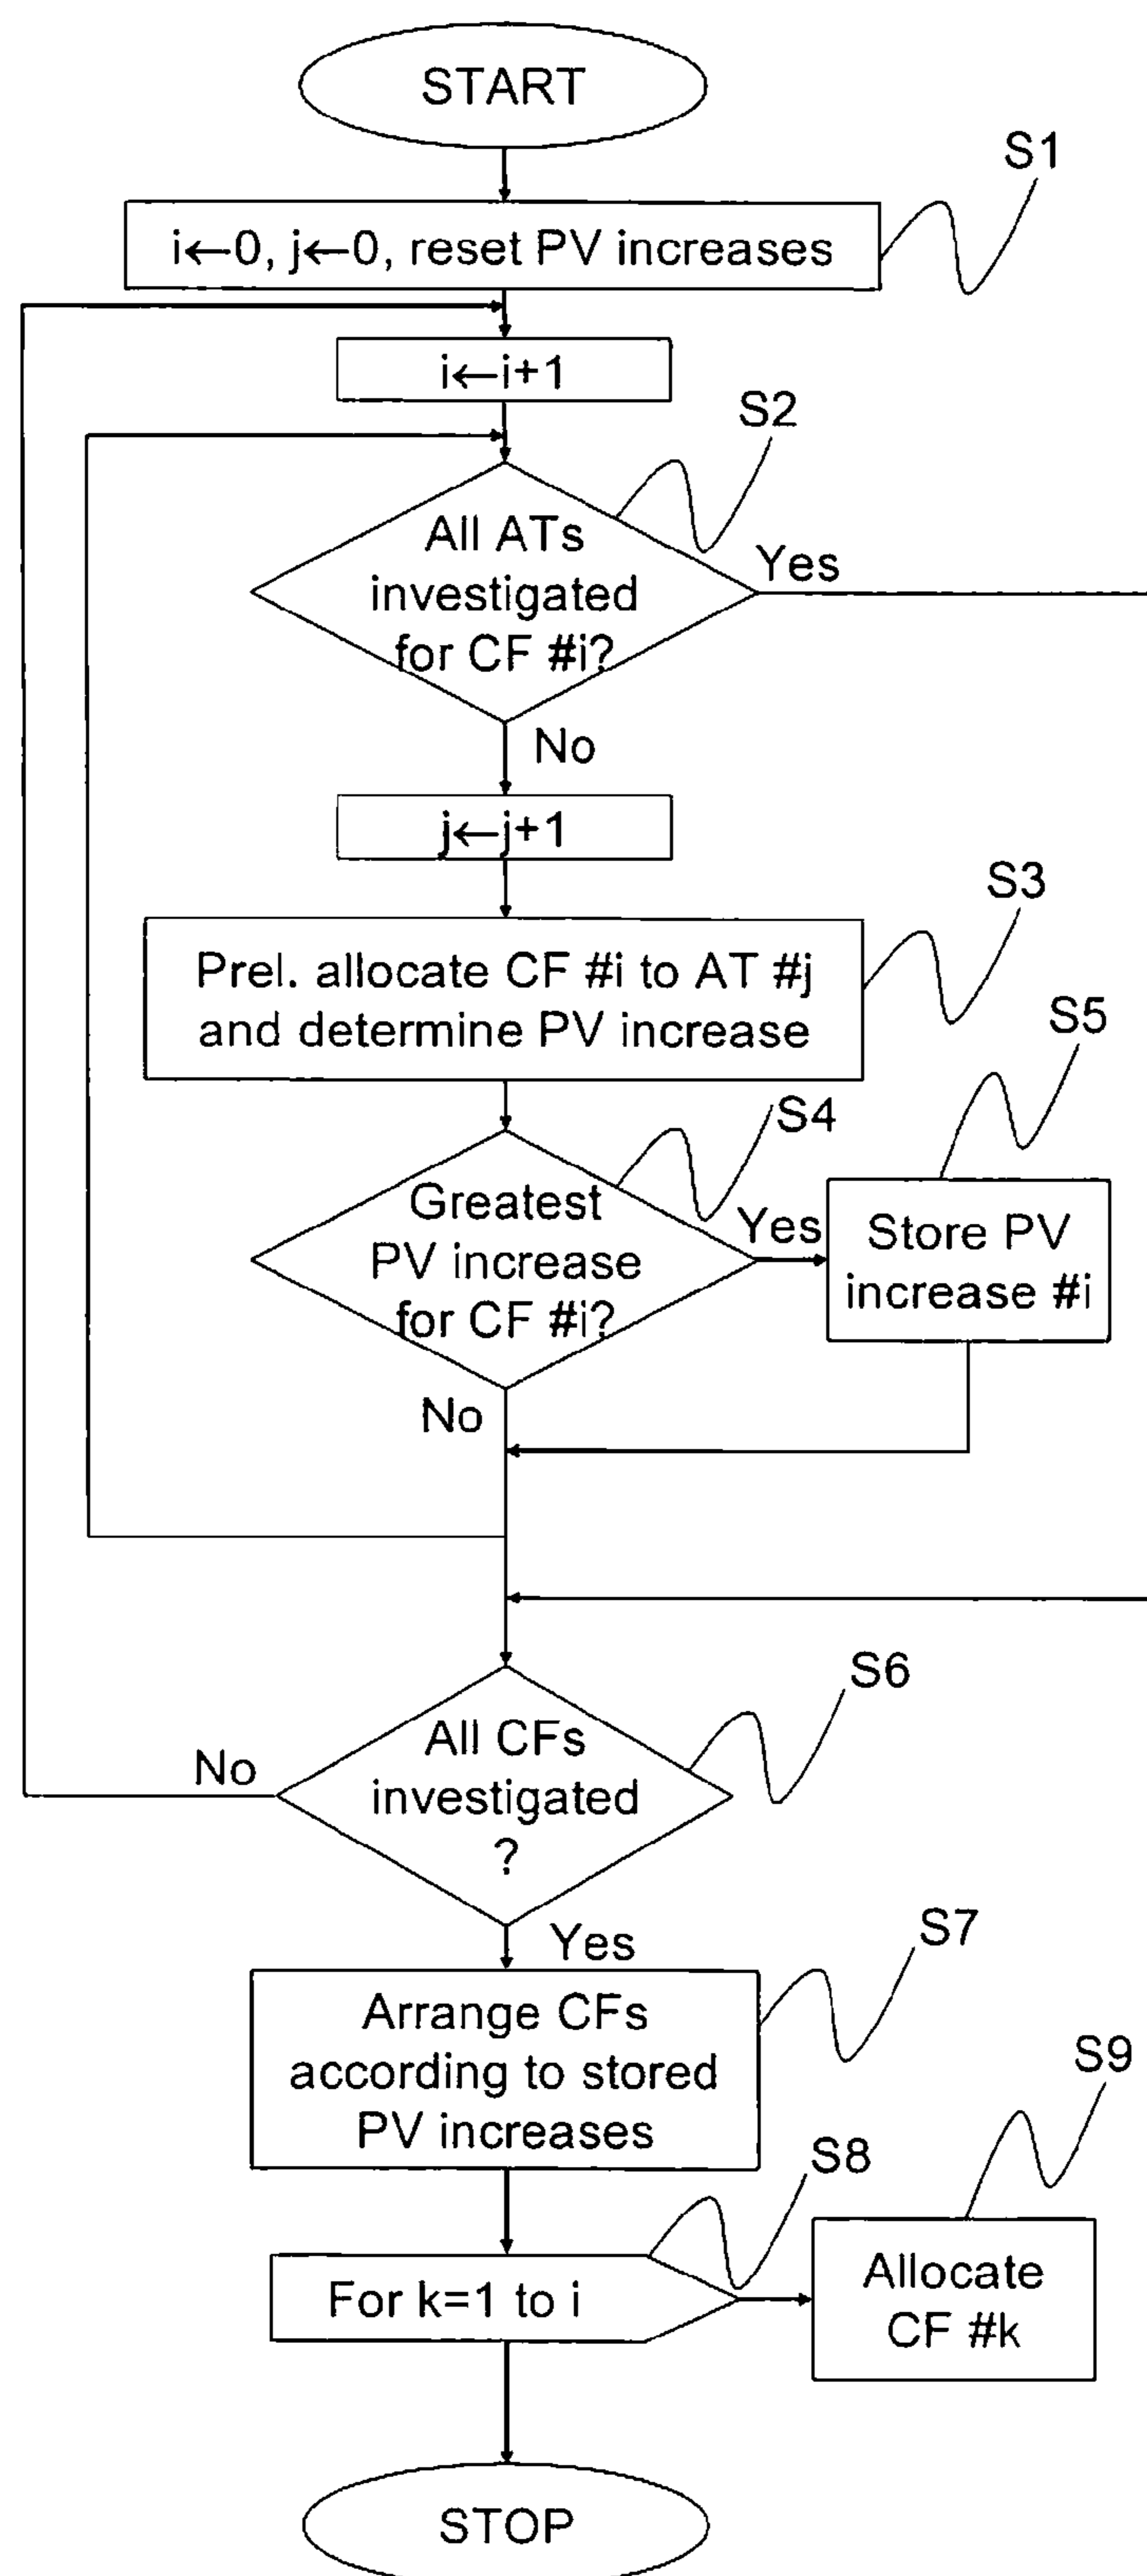 START
S1
i←0, j←0, reset PV increases
i←i+1
S2
All ATs
investigated
for CF #i?
Yes
No
j←j+1
S3
Prel. allocate CF #i to AT #j
and determine PV increase
S5
S4
Greatest
PV increase
for CF #i?
Yes
Store PV
increase #i
No
S6
All CFs
investigated
?
No
Yes
S7
Arrange CFs
according to stored
PV increases
S9
S8
For k=1 to i
Allocate
CF #k
STOP